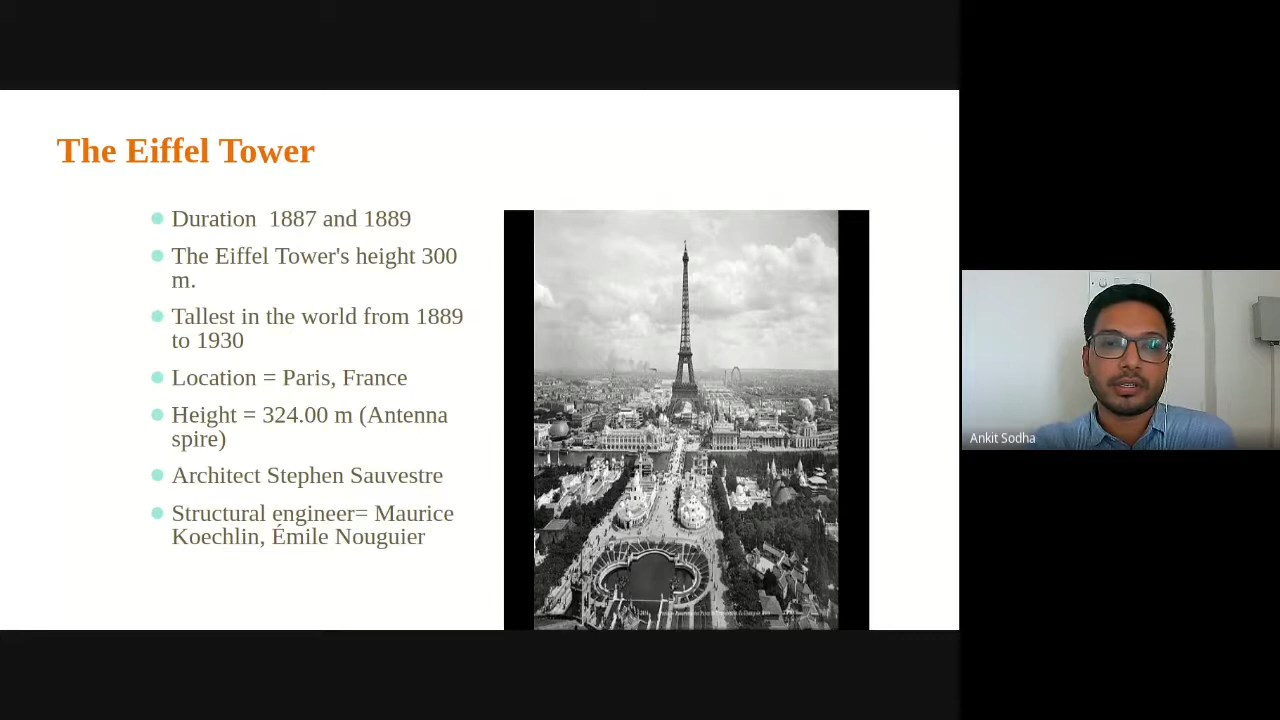 The Eiffel Tower
Duration  1887 and 1889
The Eiffel Tower's height 300
m.
Tallest in the world from 1889
to 1930
Location = Paris, France
Height = 324.00 m (Antenna
spire)
Architect Stephen Sauvestre
Structural engineer= Maurice
Koechlin, Émile Nouguier
Ankit Sodha